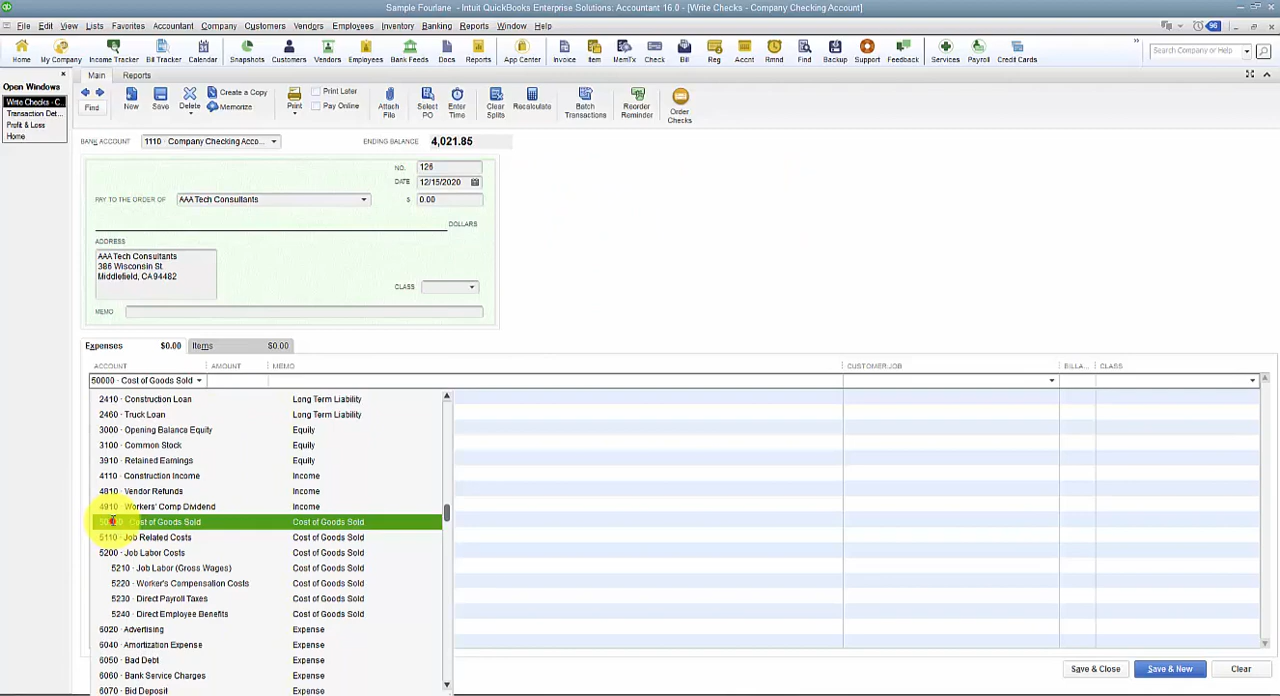 Sample Fourlane - Intuit QuickBooks Enterprise Solutions: Accountant 16.0 - [Write Checks - Company Checking Account]
File Edit View Lists Favorites Accountant Company Customers Vendors Employees Inventory Banking Reports Window Help 96
Home My Company Income Tracker Bill Tracker Calendar Snapshots Customers Vendors Employees Bank Feeds Docs Reports App Center Invoice Item MemTx Check Bill Reg Accnt Rmnd Find Backup Support Feedback Services Payroll Credit Cards » Search Company or Help
Open Windows
Write Checks - C...
Transaction Det...
Profit & Loss
Home
Main Reports
Find New Save Delete Create a Copy Memorize Print Print Later Pay Online Attach File Select PO Enter Time Clear Splits Recalculate Batch Transactions Reorder Reminder Order Checks
BANK ACCOUNT 1110 · Company Checking Acco... ENDING BALANCE 4,021.85
NO. 126
DATE 12/15/2020
PAY TO THE ORDER OF AAA Tech Consultants $ 0.00
DOLLARS
ADDRESS
AAA Tech Consultants
386 Wisconsin St.
Middlefield, CA 94482
CLASS
MEMO
Expenses $0.00 Items $0.00
ACCOUNT AMOUNT MEMO CUSTOMER:JOB BILLA... CLASS
50000 · Cost of Goods Sold
2410 · Construction Loan Long Term Liability
2460 · Truck Loan Long Term Liability
3000 · Opening Balance Equity Equity
3100 · Common Stock Equity
3910 · Retained Earnings Equity
4110 · Construction Income Income
4810 · Vendor Refunds Income
4910 · Workers' Comp Dividend Income
50000 · Cost of Goods Sold Cost of Goods Sold
5110 · Job Related Costs Cost of Goods Sold
5200 · Job Labor Costs Cost of Goods Sold
5210 · Job Labor (Gross Wages) Cost of Goods Sold
5220 · Worker's Compensation Costs Cost of Goods Sold
5230 · Direct Payroll Taxes Cost of Goods Sold
5240 · Direct Employee Benefits Cost of Goods Sold
6020 · Advertising Expense
6040 · Amortization Expense Expense
6050 · Bad Debt Expense
6060 · Bank Service Charges Expense
6070 · Bid Deposit Expense
Save & Close Save & New Clear